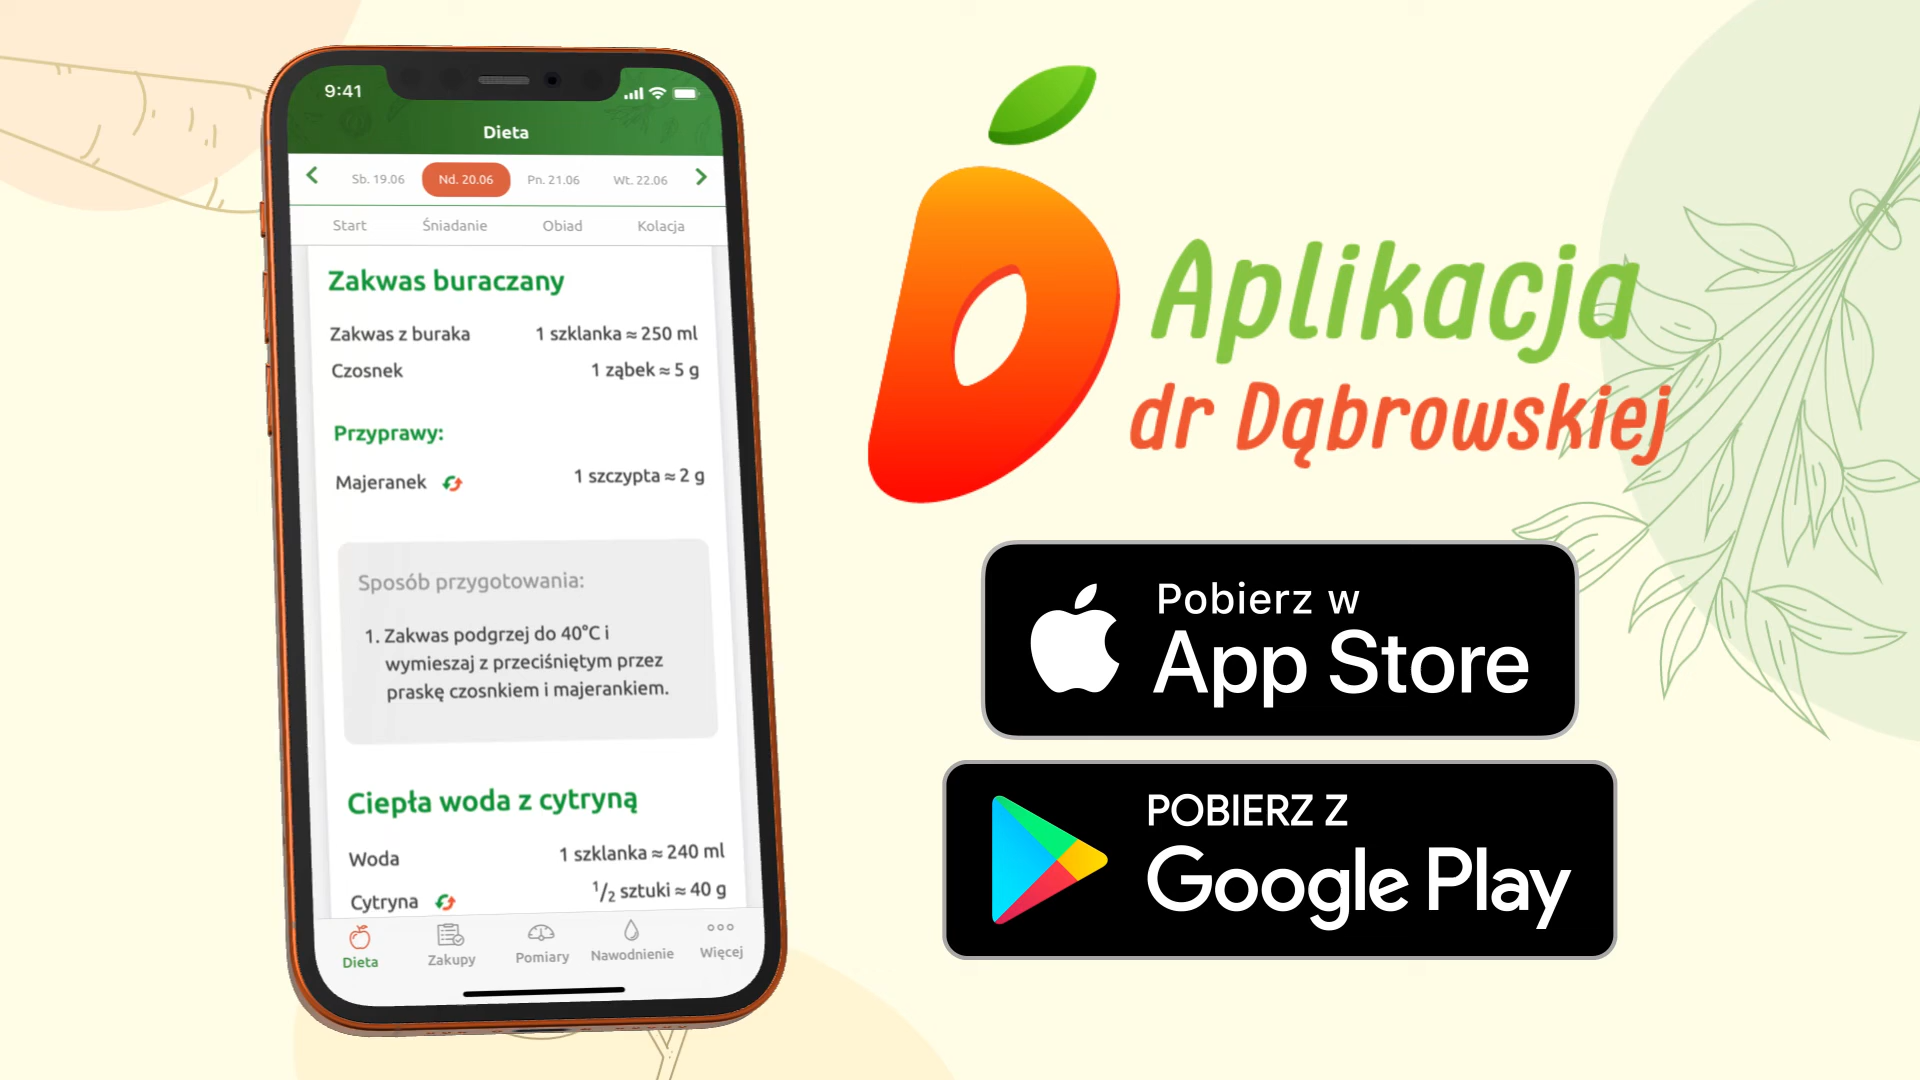 9:41
Dieta
Sb. 19.06 Nd. 20.06 Pn. 21.06 Wt. 22.06
Start Śniadanie Obiad Kolacja
Zakwas buraczany
Zakwas z buraka 1 szklanka ≈ 250 ml
Czosnek 1 ząbek ≈ 5 g
Przyprawy:
Majeranek 1 szczypta ≈ 2 g
Sposób przygotowania:
1. Zakwas podgrzej do 40°C i
wymieszaj z przeciśniętym przez
praskę czosnkiem i majerankiem.
Ciepła woda z cytryną
Woda 1 szklanka ≈ 240 ml
Cytryna 1/2 sztuki ≈ 40 g
Dieta Zakupy Pomiary Nawodnienie Więcej
Aplikacja
dr Dąbrowskiej
Pobierz w
App Store
POBIERZ Z
Google Play